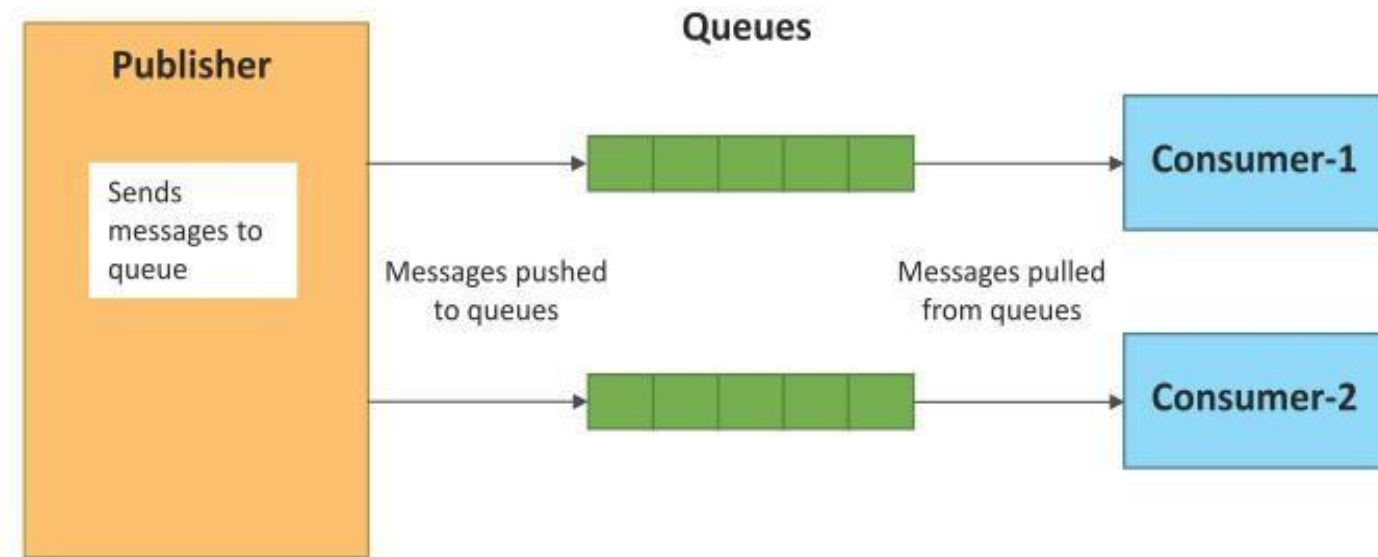 Queues
Publisher
Sends
messages to
queue
Messages pushed
to queues
Messages pulled
from queues
Consumer-1
Consumer-2